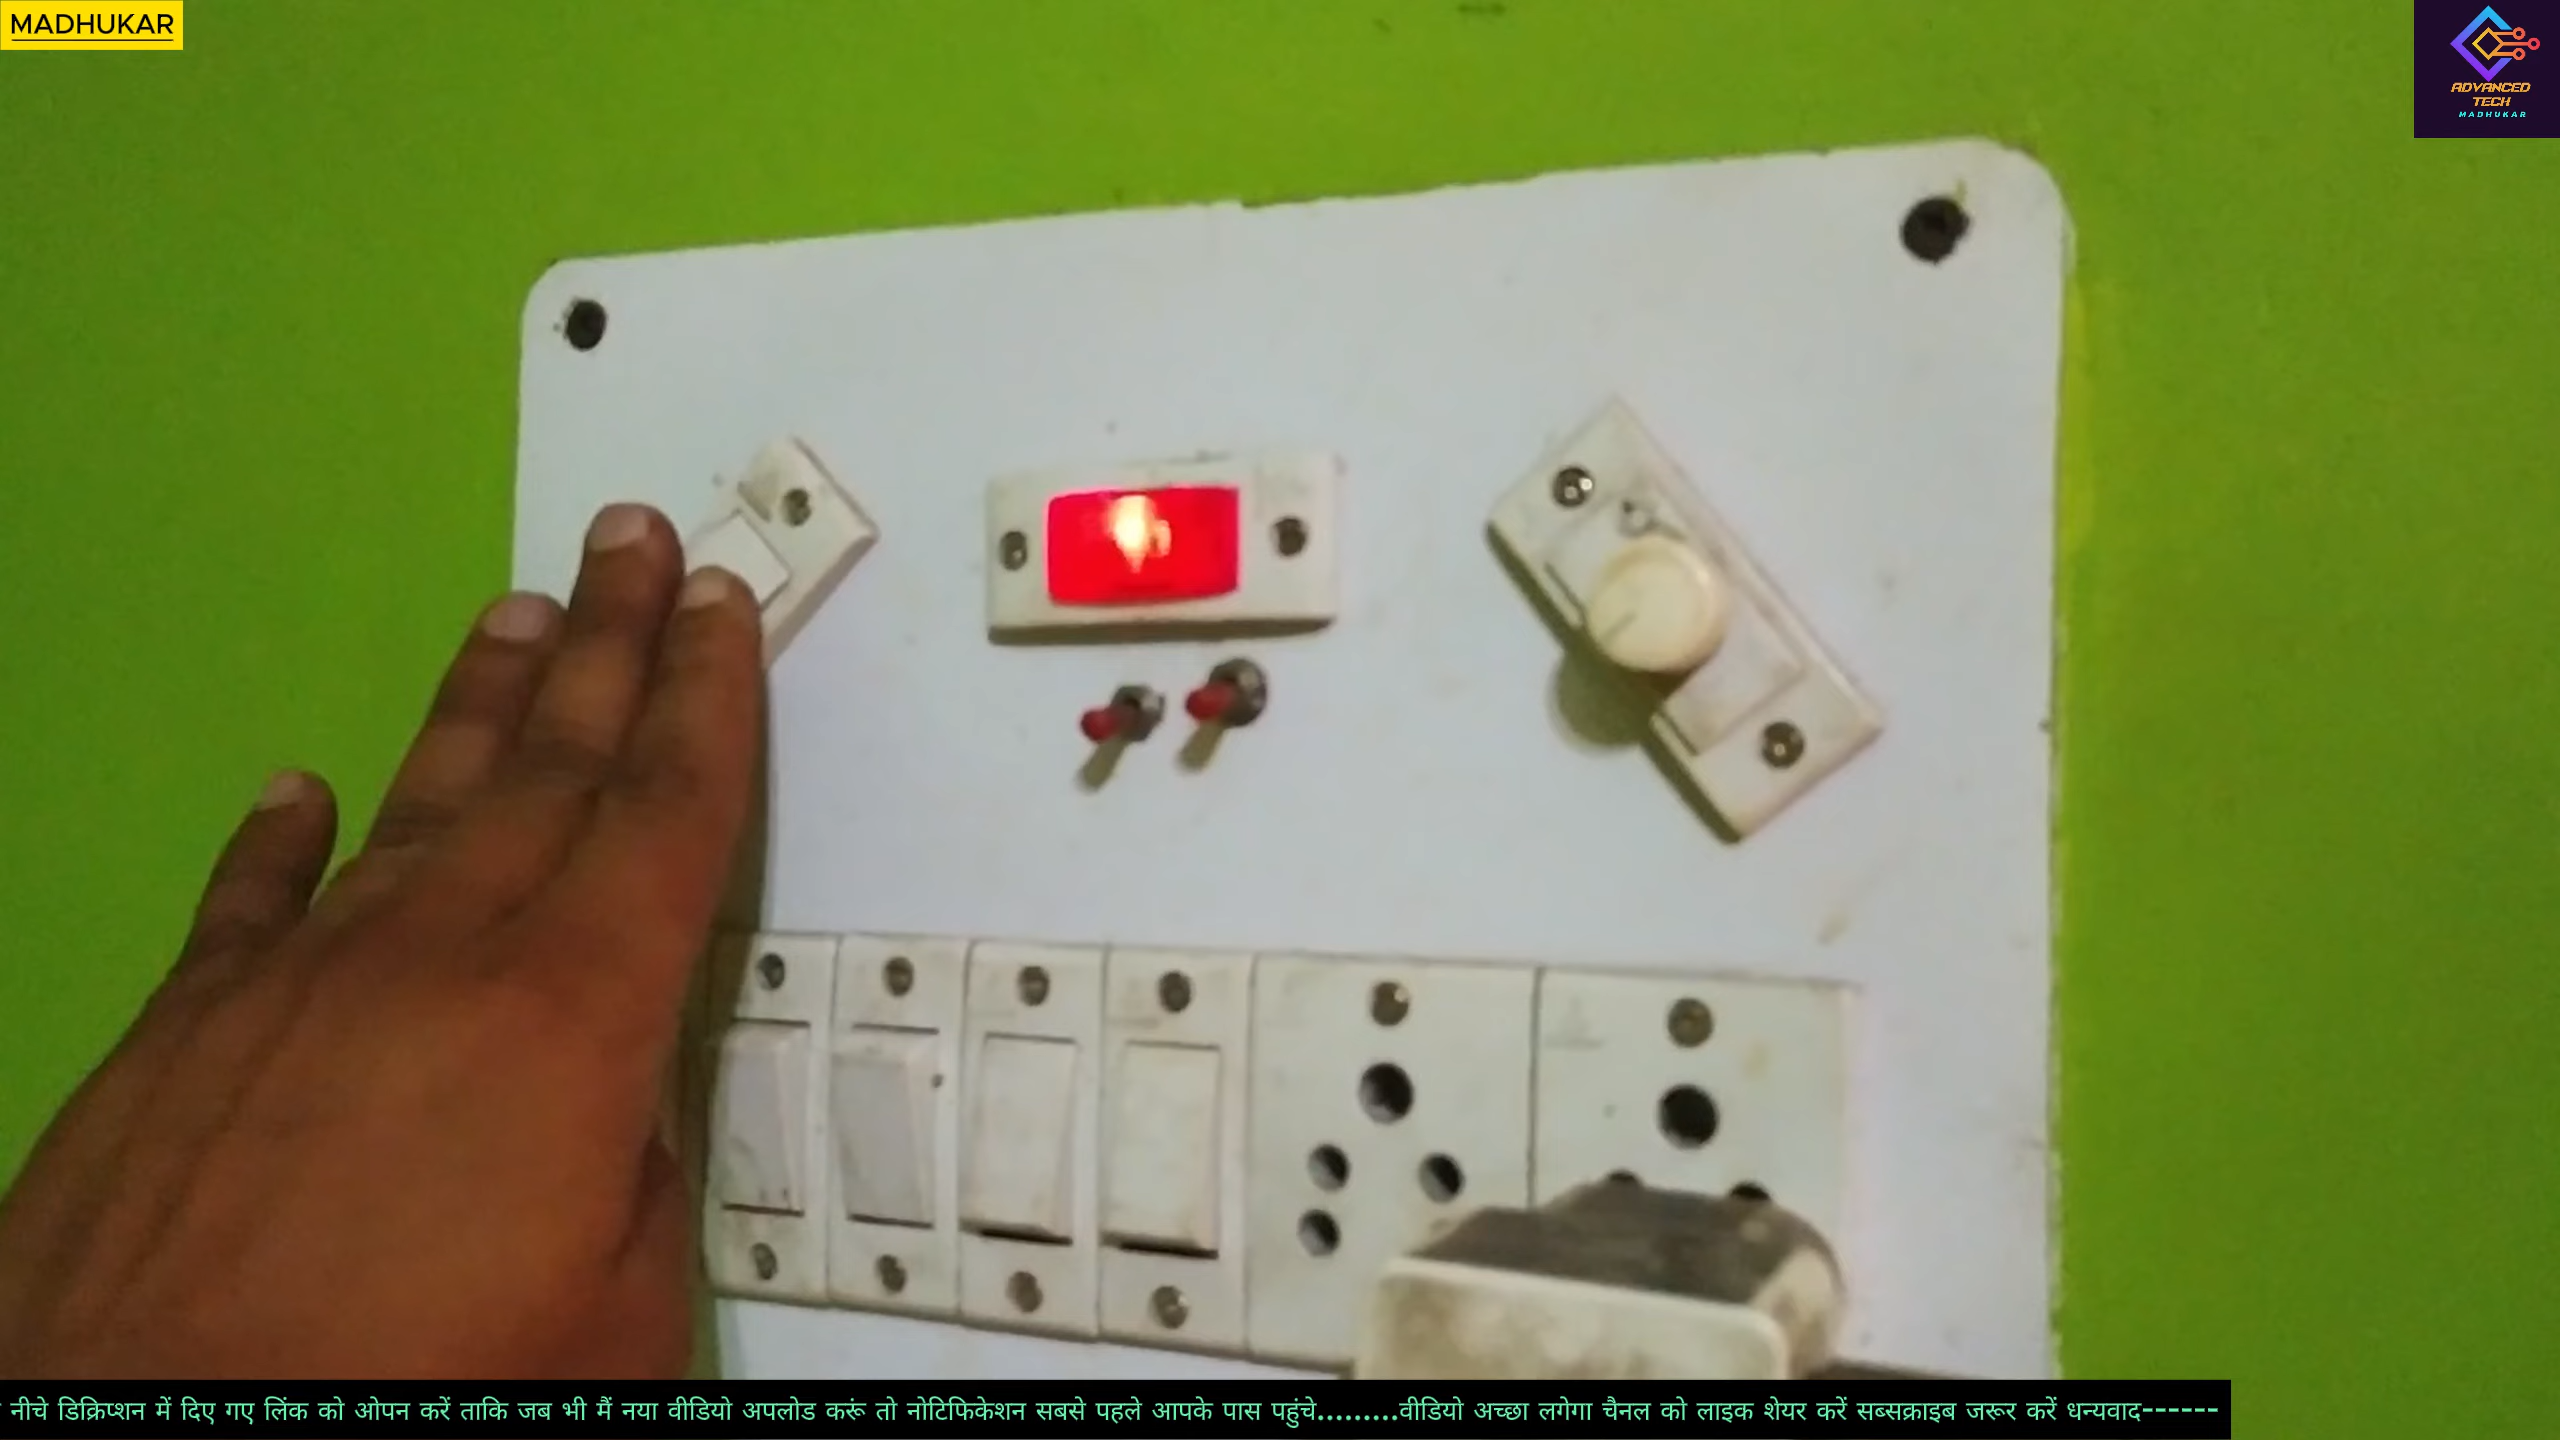 MADHUKAR
ADVANCED
TECH
MADHUKAR
नीचे डिक्रिप्शन में दिए गए लिंक को ओपन करें ताकि जब भी मैं नया वीडियो अपलोड करूं तो नोटिफिकेशन सबसे पहले आपके पास पहुंचे.........वीडियो अच्छा लगेगा चैनल को लाइक शेयर करें सब्सक्राइब जरूर करें धन्यवाद------